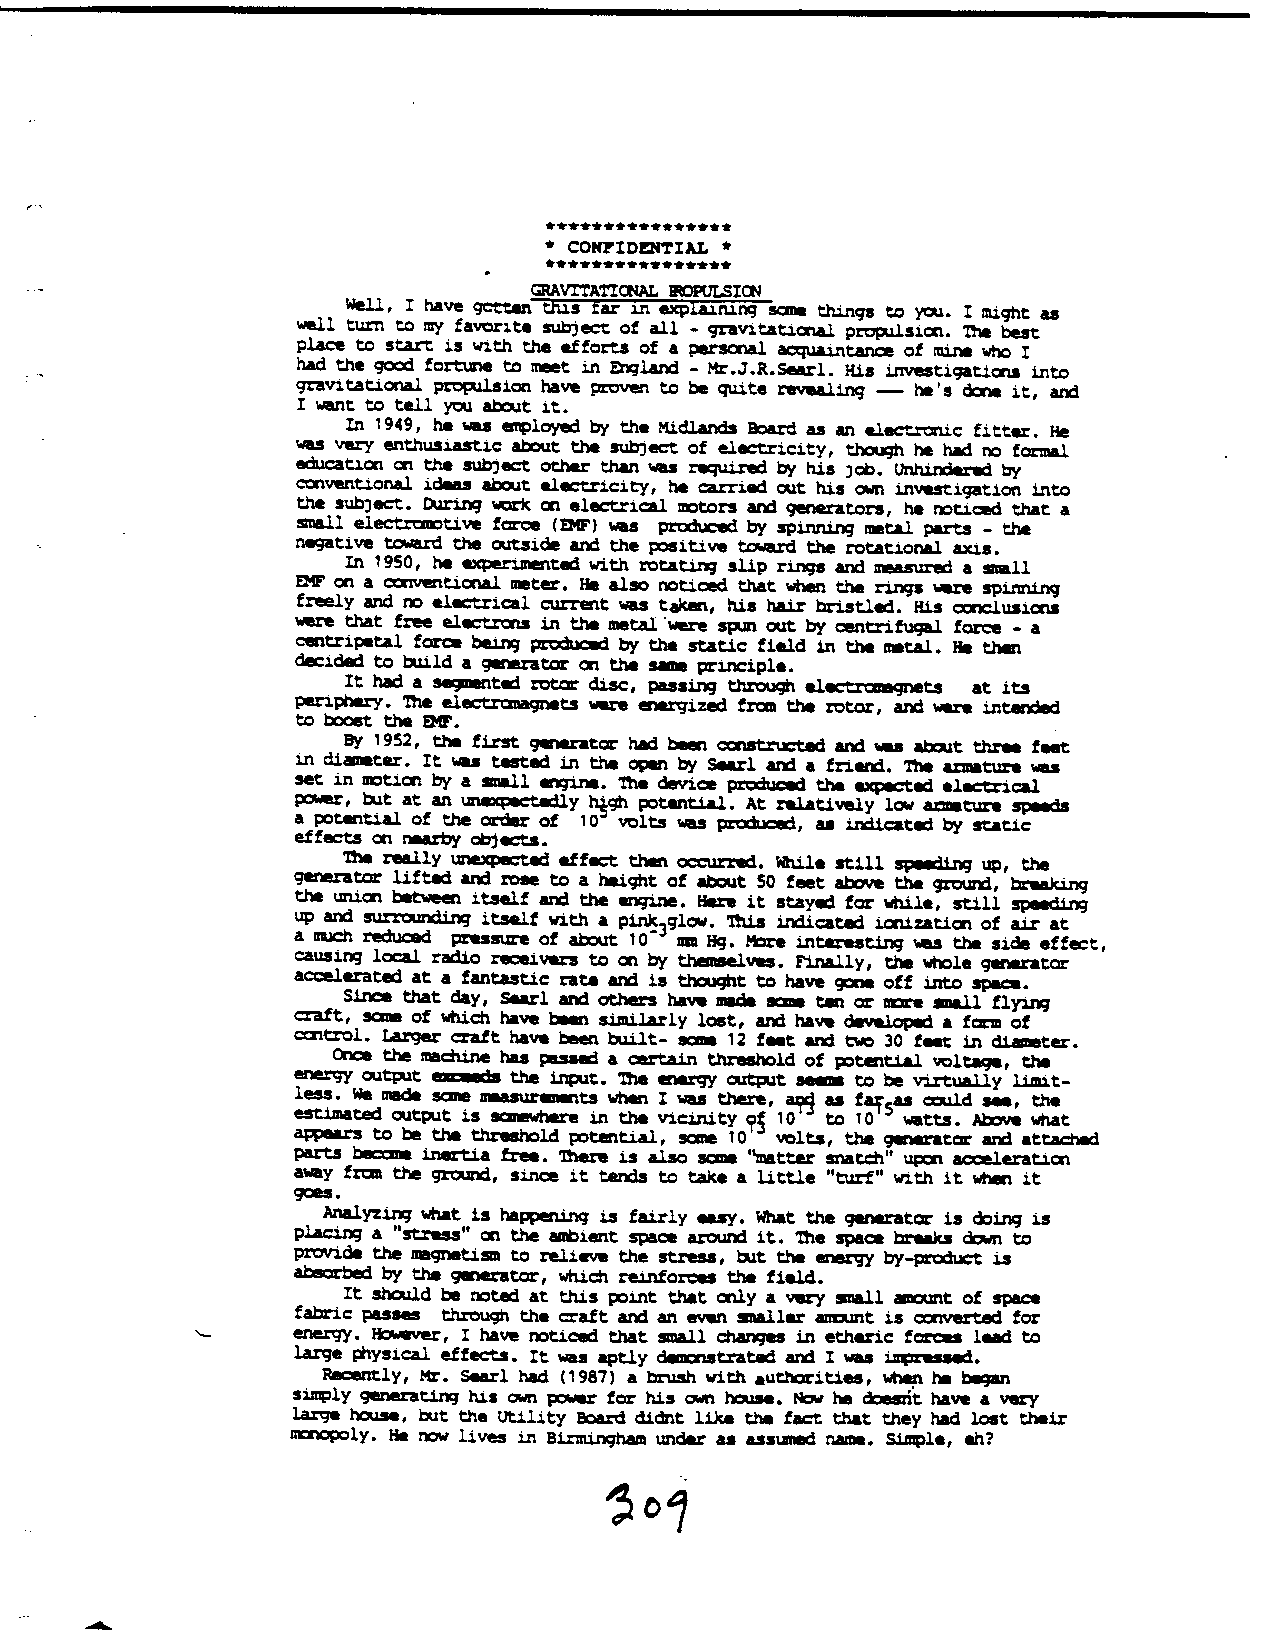 ****************
* CONFIDENTIAL *
****************
GRAVITATIONAL PROPULSION
Well, I have gotten this far in explaining some things to you. I might as
well turn to my favorite subject of all - gravitational propulsion. The best
place to start is with the efforts of a personal acquaintance of mine who I
had the good fortune to meet in England - Mr.J.R.Searl. His investigations into
gravitational propulsion have proven to be quite revealing — he's done it, and
I want to tell you about it.
In 1949, he was employed by the Midlands Board as an electronic fitter. He
was very enthusiastic about the subject of electricity, though he had no formal
education on the subject other than was required by his job. Unhindered by
conventional ideas about electricity, he carried out his own investigation into
the subject. During work on electrical motors and generators, he noticed that a
small electromotive force (EMF) was produced by spinning metal parts - the
negative toward the outside and the positive toward the rotational axis.
In 1950, he experimented with rotating slip rings and measured a small
EMF on a conventional meter. He also noticed that when the rings were spinning
freely and no electrical current was taken, his hair bristled. His conclusions
were that free electrons in the metal were spun out by centrifugal force - a
centripetal force being produced by the static field in the metal. He then
decided to build a generator on the same principle.
It had a segmented rotor disc, passing through electromagnets at its
periphery. The electromagnets were energized from the rotor, and were intended
to boost the EMF.
By 1952, the first generator had been constructed and was about three feet
in diameter. It was tested in the open by Searl and a friend. The armature was
set in motion by a small engine. The device produced the expected electrical
power, but at an unexpectedly high potential. At relatively low armature speeds
a potential of the order of 10⁵ volts was produced, as indicated by static
effects on nearby objects.
The really unexpected effect then occurred. While still speeding up, the
generator lifted and rose to a height of about 50 feet above the ground, breaking
the union between itself and the engine. Here it stayed for while, still speeding
up and surrounding itself with a pink glow. This indicated ionization of air at
a much reduced pressure of about 10⁻³ mm Hg. More interesting was the side effect,
causing local radio receivers to on by themselves. Finally, the whole generator
accelerated at a fantastic rate and is thought to have gone off into space.
Since that day, Searl and others have made some ten or more small flying
craft, some of which have been similarly lost, and have developed a form of
control. Larger craft have been built- some 12 feet and two 30 feet in diameter.
Once the machine has passed a certain threshold of potential voltage, the
energy output exceeds the input. The energy output seems to be virtually limit-
less. We made some measurements when I was there, and as far as could see, the
estimated output is somewhere in the vicinity of 10¹³ to 10¹⁵ watts. Above what
appears to be the threshold potential, some 10¹³ volts, the generator and attached
parts become inertia free. There is also some "matter snatch" upon acceleration
away from the ground, since it tends to take a little "turf" with it when it
goes.
Analyzing what is happening is fairly easy. What the generator is doing is
placing a "stress" on the ambient space around it. The space breaks down to
provide the magnetism to relieve the stress, but the energy by-product is
absorbed by the generator, which reinforces the field.
It should be noted at this point that only a very small amount of space
fabric passes through the craft and an even smaller amount is converted for
energy. However, I have noticed that small changes in etheric forces lead to
large physical effects. It was aptly demonstrated and I was impressed.
Recently, Mr. Searl had (1987) a brush with authorities, when he began
simply generating his own power for his own house. Now he doesn't have a very
large house, but the Utility Board didnt like the fact that they had lost their
monopoly. He now lives in Birmingham under as assumed name. Simple, eh?
309